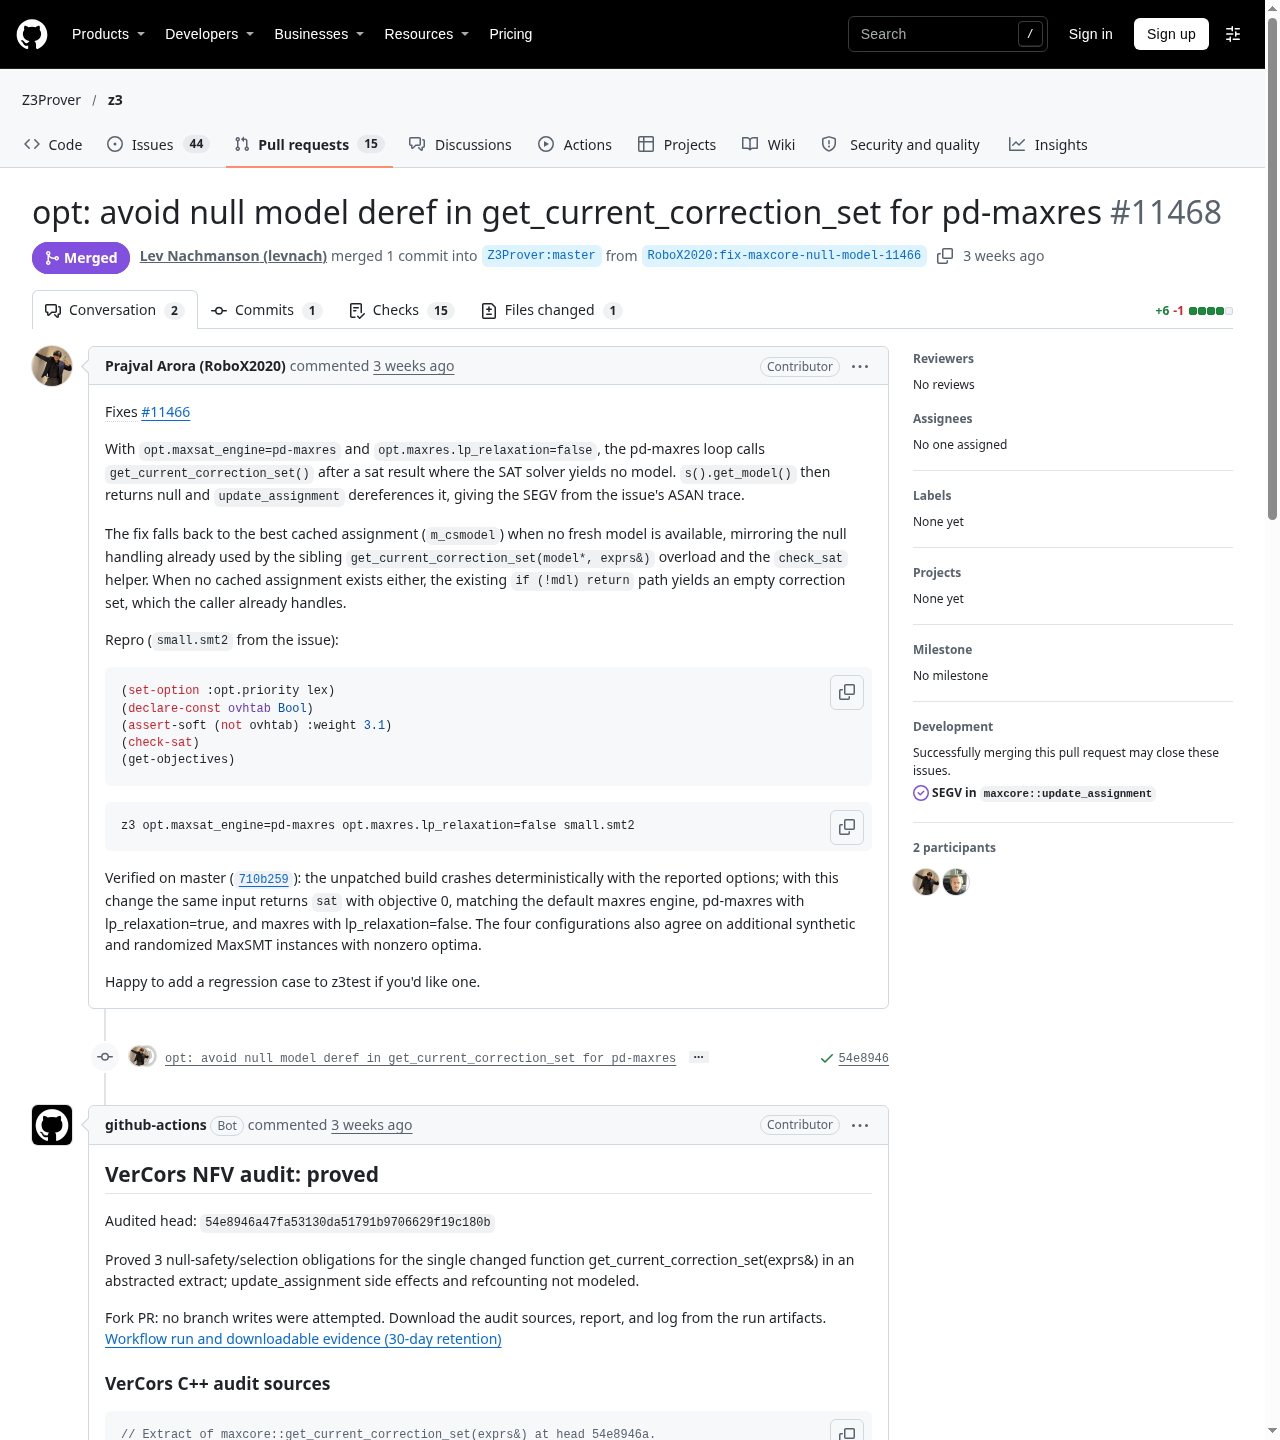 Products Developers Businesses Resources Pricing Search / Sign in Sign up
Z3Prover / z3
Code Issues 44 Pull requests 15 Discussions Actions Projects Wiki Security and quality Insights
opt: avoid null model deref in get_current_correction_set for pd-maxres #11468
Merged Lev Nachmanson (levnach) merged 1 commit into Z3Prover:master from RoboX2020:fix-maxcore-null-model-11466 3 weeks ago
Conversation 2 Commits 1 Checks 15 Files changed 1 +6 -1
Prajval Arora (RoboX2020) commented 3 weeks ago Contributor ...
Fixes #11466
With opt.maxsat_engine=pd-maxres and opt.maxres.lp_relaxation=false, the pd-maxres loop calls
get_current_correction_set() after a sat result where the SAT solver yields no model. s().get_model() then
returns null and update_assignment dereferences it, giving the SEGV from the issue's ASAN trace.
The fix falls back to the best cached assignment (m_csmodel) when no fresh model is available, mirroring the null
handling already used by the sibling get_current_correction_set(model*, exprs&) overload and the check_sat
helper. When no cached assignment exists either, the existing if (!mdl) return path yields an empty correction
set, which the caller already handles.
Repro (small.smt2 from the issue):
(set-option :opt.priority lex)
(declare-const ovhtab Bool)
(assert-soft (not ovhtab) :weight 3.1)
(check-sat)
(get-objectives)
z3 opt.maxsat_engine=pd-maxres opt.maxres.lp_relaxation=false small.smt2
Verified on master (710b259): the unpatched build crashes deterministically with the reported options; with this
change the same input returns sat with objective 0, matching the default maxres engine, pd-maxres with
lp_relaxation=true, and maxres with lp_relaxation=false. The four configurations also agree on additional synthetic
and randomized MaxSMT instances with nonzero optima.
Happy to add a regression case to z3test if you'd like one.
opt: avoid null model deref in get_current_correction_set for pd-maxres ... 54e8946
github-actions Bot commented 3 weeks ago Contributor ...
VerCors NFV audit: proved
Audited head: 54e8946a47fa53130da51791b9706629f19c180b
Proved 3 null-safety/selection obligations for the single changed function get_current_correction_set(exprs&) in an
abstracted extract; update_assignment side effects and refcounting not modeled.
Fork PR: no branch writes were attempted. Download the audit sources, report, and log from the run artifacts.
Workflow run and downloadable evidence (30-day retention)
VerCors C++ audit sources
// Extract of maxcore::get_current_correction_set(exprs&) at head 54e8946a.
Reviewers
No reviews
Assignees
No one assigned
Labels
None yet
Projects
None yet
Milestone
No milestone
Development
Successfully merging this pull request may close these
issues.
SEGV in maxcore::update_assignment
2 participants